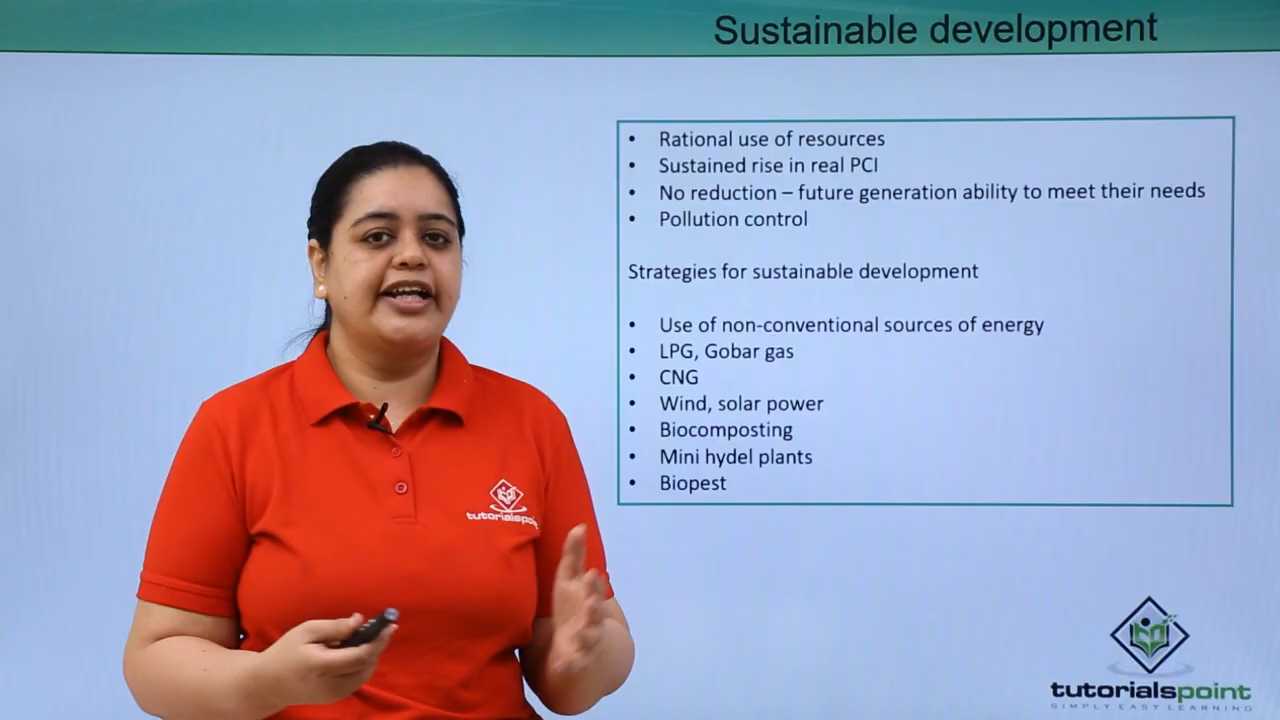 Sustainable development
• Rational use of resources
• Sustained rise in real PCI
• No reduction – future generation ability to meet their needs
• Pollution control
Strategies for sustainable development
• Use of non-conventional sources of energy
• LPG, Gobar gas
• CNG
• Wind, solar power
• Biocomposting
• Mini hydel plants
• Biopest
tutorialspoint
tutorialspoint
SIMPLY EASY LEARNING